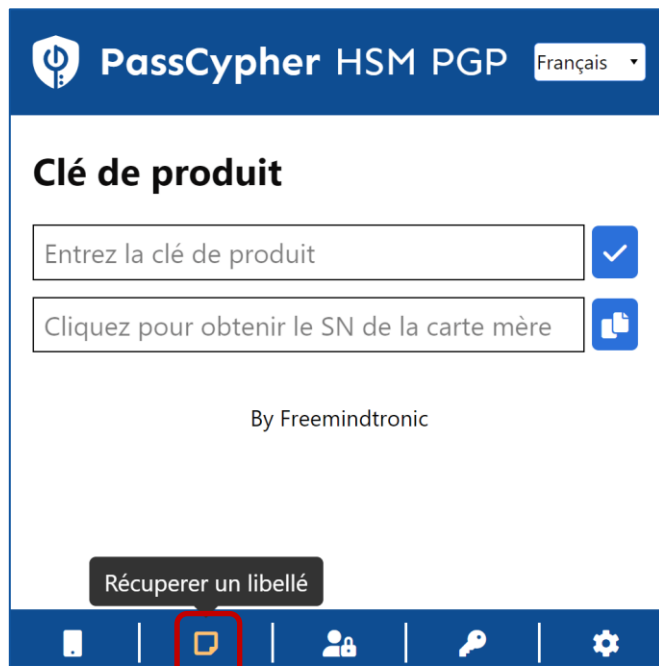 PassCypher HSM PGP
Français
Clé de produit
Entrez la clé de produit
Cliquez pour obtenir le SN de la carte mère
By Freemindtronic
Récuperer un libellé